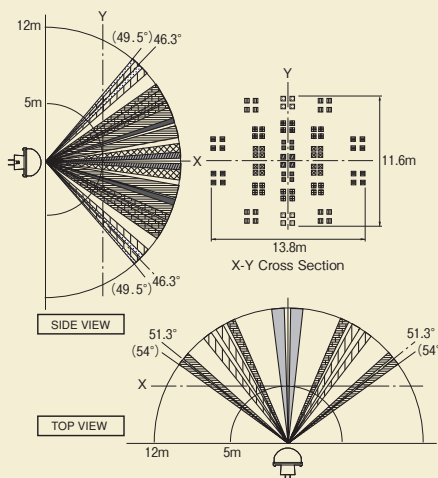 Y
12m
(49.5°)
46.3°
5m
X
46.3°
(49.5°)
SIDE VIEW
Y
X
11.6m
13.8m
X-Y Cross Section
51.3°
(54°)
51.3°
(54°)
X
TOP VIEW
12m
5m